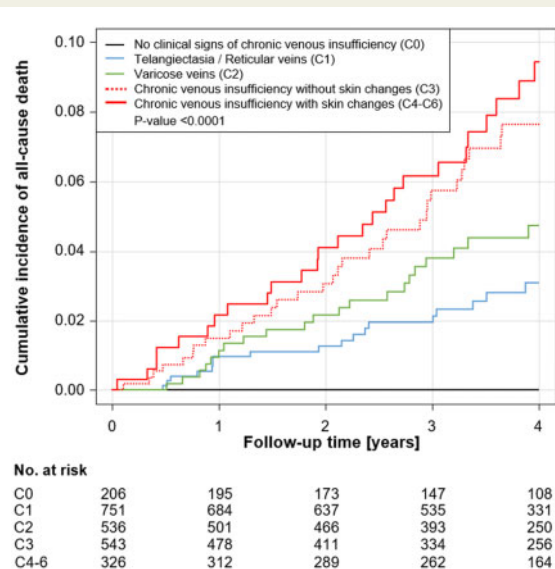 0.10
0.08
0.06
0.04
0.02
0.00
Cumulative incidence of all-cause death
No clinical signs of chronic venous insufficiency (C0)
Telangiectasia / Reticular veins (C1)
Varicose veins (C2)
Chronic venous insufficiency without skin changes (C3)
Chronic venous insufficiency with skin changes (C4-C6)
P-value <0.0001
0 1 2 3 4
Follow-up time [years]
No. at risk
C0 206 195 173 147 108
C1 751 684 637 535 331
C2 536 501 466 393 250
C3 543 478 411 334 256
C4-6 326 312 289 262 164